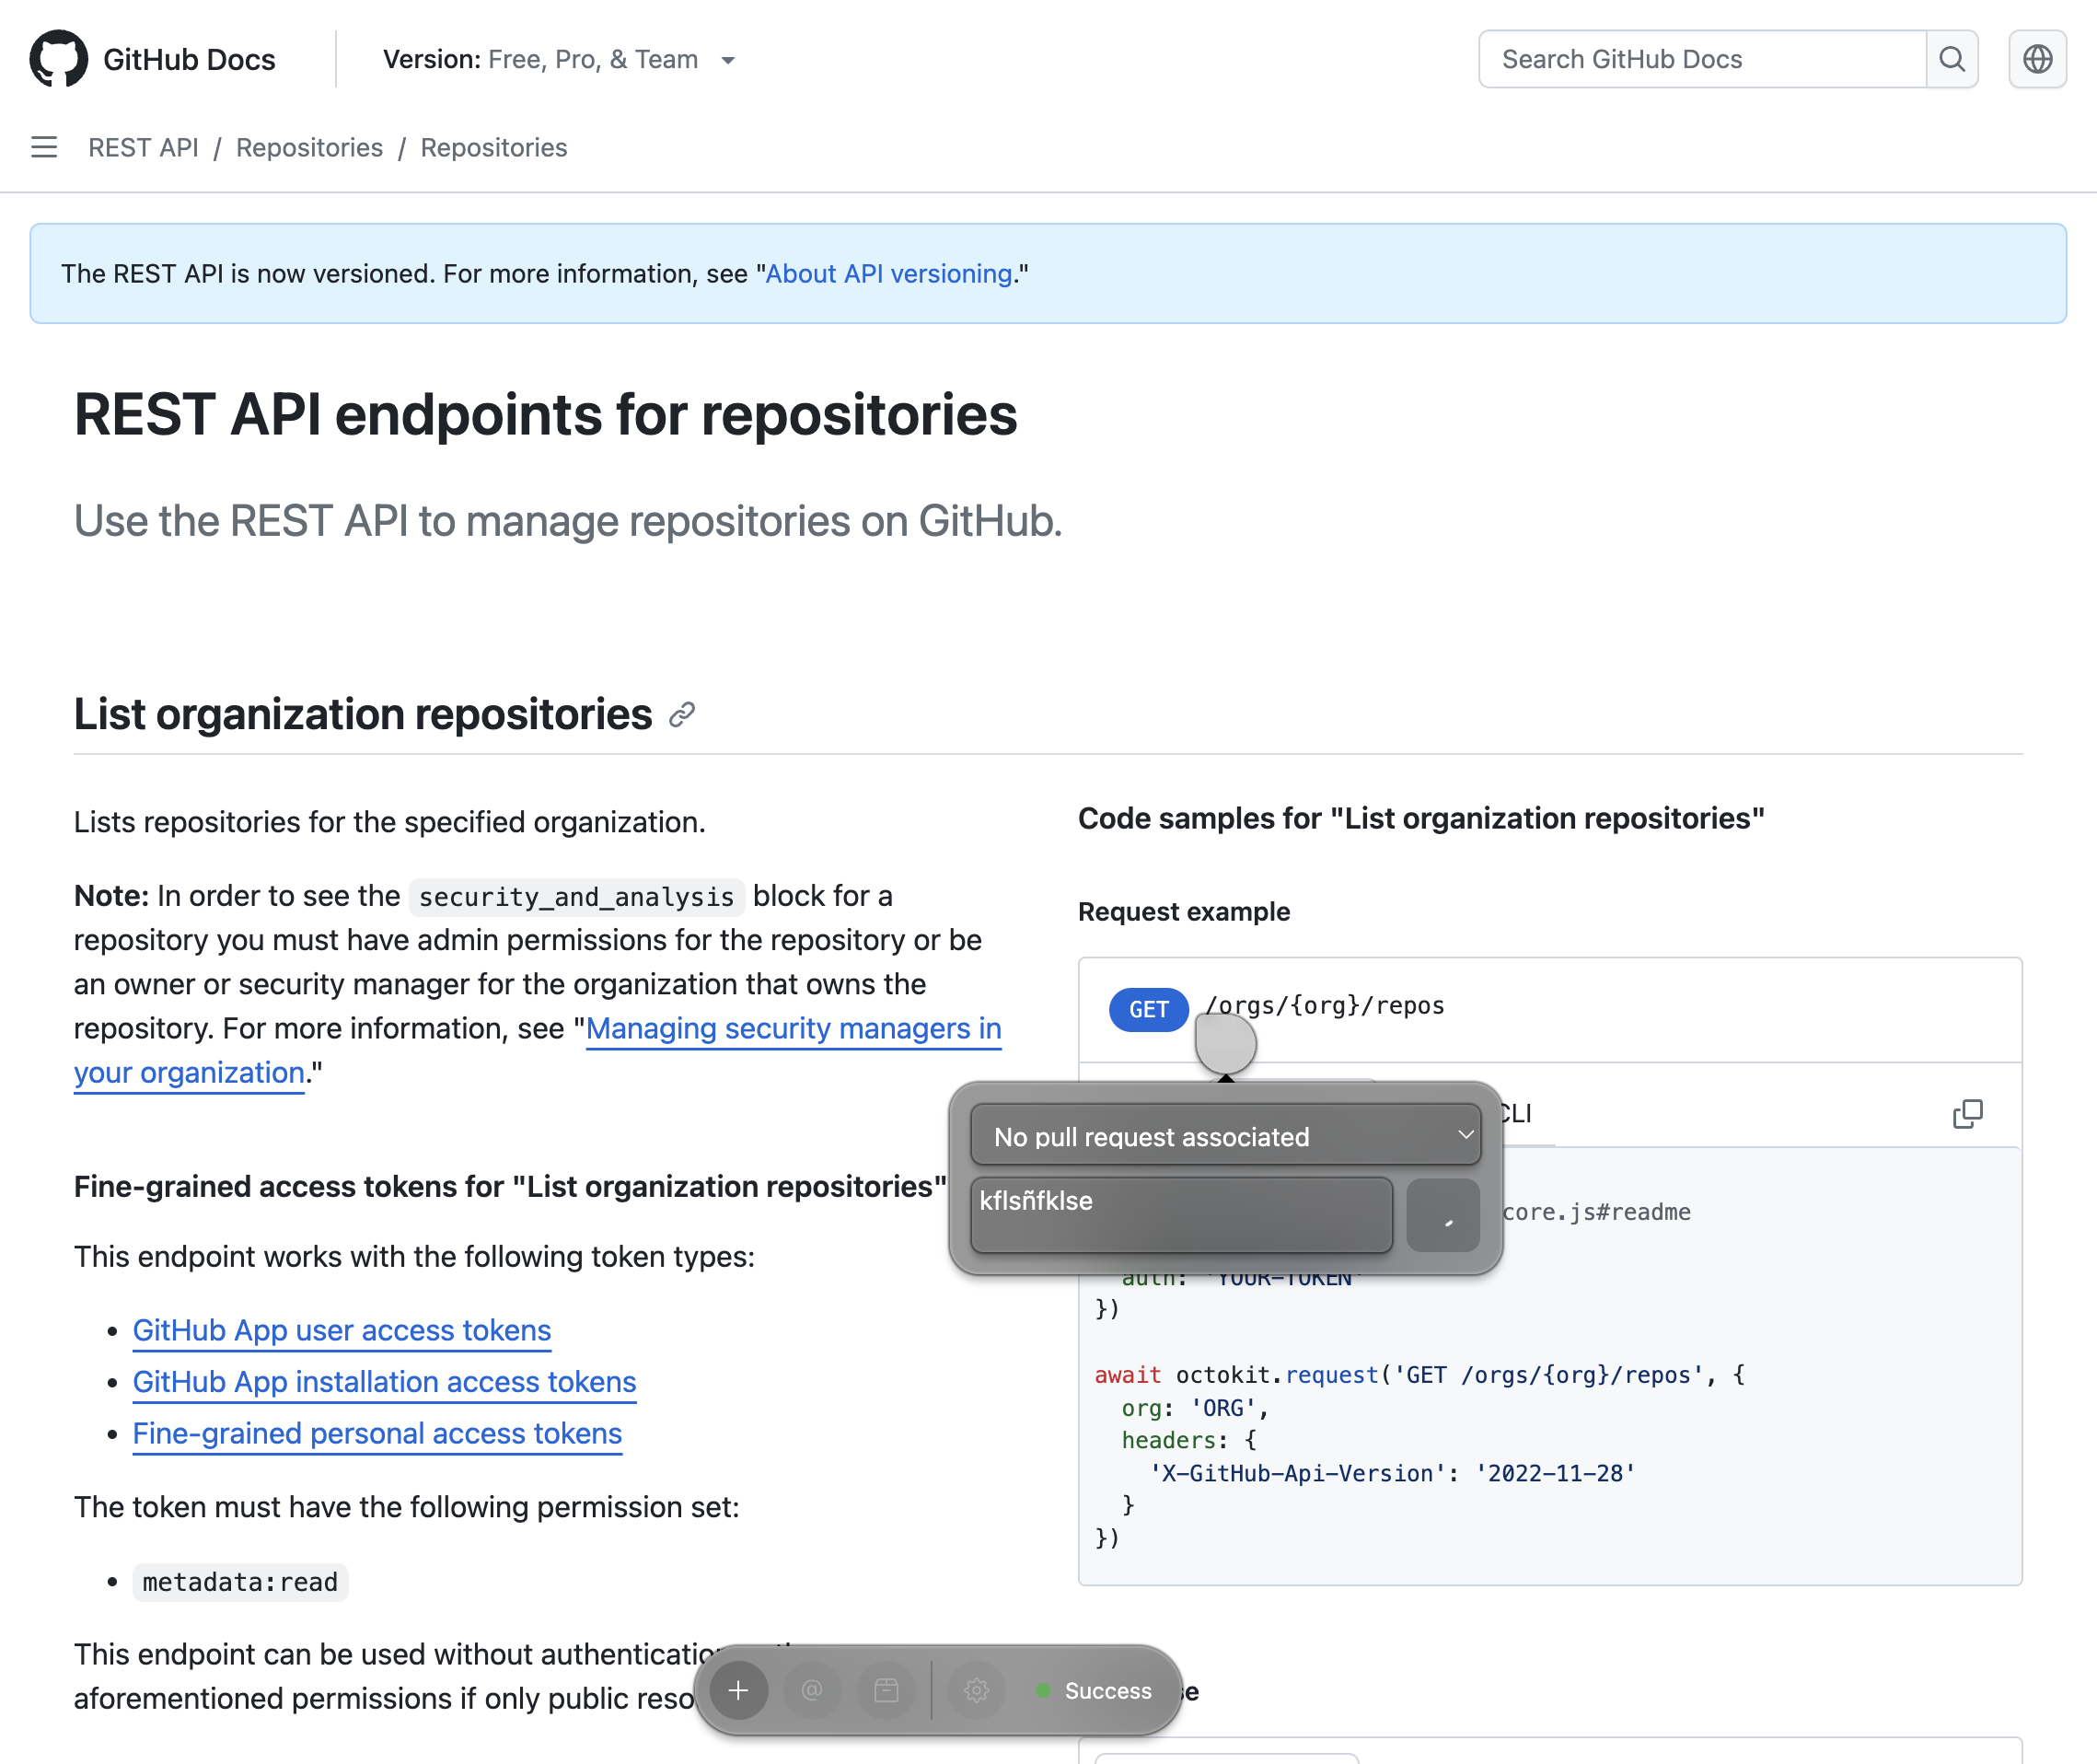 GitHub Docs
Version: Free, Pro, & Team
Search GitHub Docs
REST API / Repositories / Repositories
The REST API is now versioned. For more information, see "About API versioning."
REST API endpoints for repositories
Use the REST API to manage repositories on GitHub.
List organization repositories
Lists repositories for the specified organization.
Note: In order to see the security_and_analysis block for a
repository you must have admin permissions for the repository or be
an owner or security manager for the organization that owns the
repository. For more information, see "Managing security managers in
your organization."
Fine-grained access tokens for "List organization repositories"
This endpoint works with the following token types:
GitHub App user access tokens
GitHub App installation access tokens
Fine-grained personal access tokens
The token must have the following permission set:
metadata:read
This endpoint can be used without
aforementioned permissions if only public
Code samples for "List organization repositories"
Request example
GET /orgs/{org}/repos
CLI
No pull request associated
kflsñfklse
core.js#readme
auth: 'YOUR-TOKEN'
})
await octokit.request('GET /orgs/{org}/repos', {
org: 'ORG',
headers: {
'X-GitHub-Api-Version': '2022-11-28'
}
})
@
Success